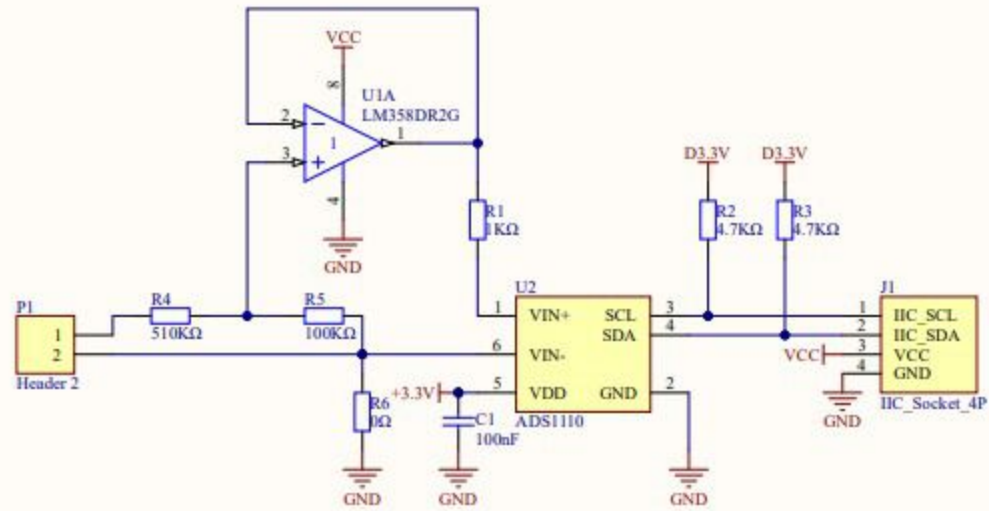 VCC
8
U1A
LM358DR2G
2
1
1
3
4
GND
D3.3V
D3.3V
R1
1KΩ
R2
4.7KΩ
R3
4.7KΩ
P1
1
2
Header 2
R4
510KΩ
R5
100KΩ
U2
1
VIN+
SCL
3
SDA
4
6
VIN-
+3.3V
5
VDD
GND
2
ADS1110
J1
1
IIC_SCL
2
IIC_SDA
VCC
3
VCC
4
GND
GND
IIC_Socket_4P
R6
0Ω
C1
100nF
GND
GND
GND